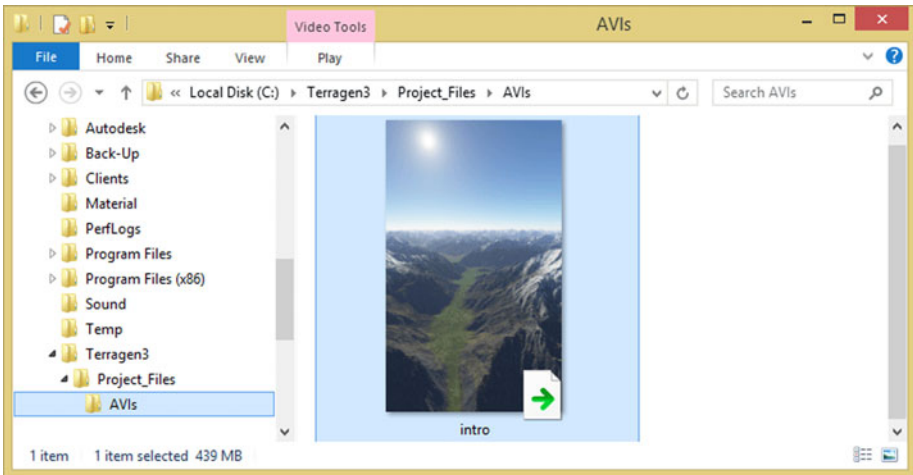 Video Tools
AVIs
File Home Share View Play
« Local Disk (C:) Terragen3 Project_Files AVIs
Search AVIs
Autodesk
Back-Up
Clients
Material
PerfLogs
Program Files
Program Files (x86)
Sound
Temp
Terragen3
Project_Files
AVIs
intro
1 item 1 item selected 439 MB